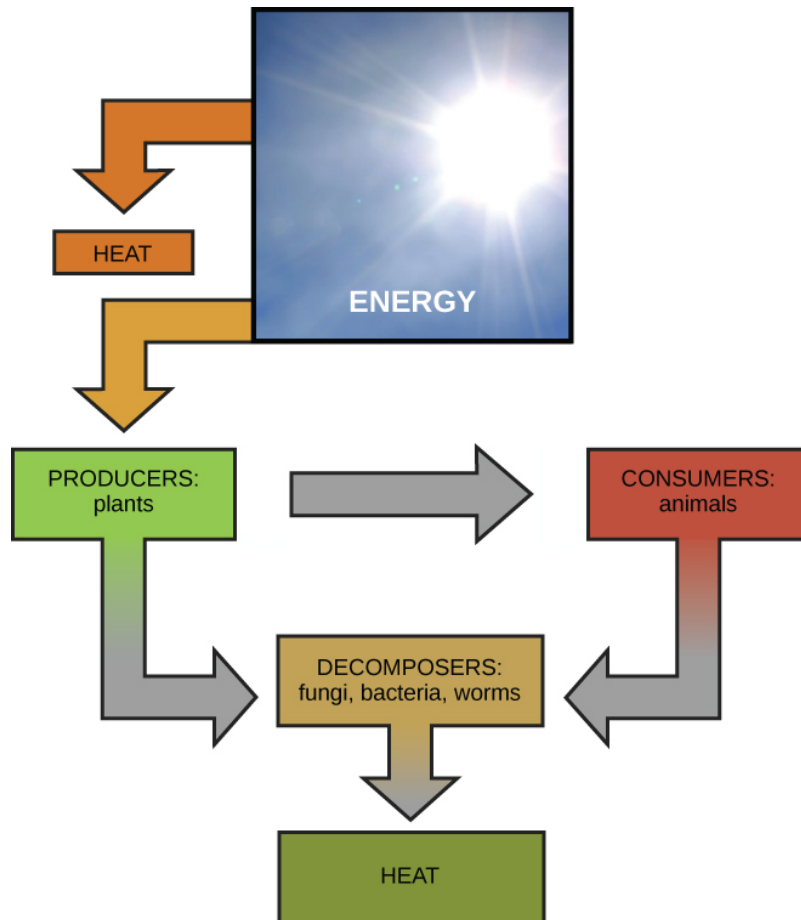 HEAT
ENERGY
PRODUCERS:
plants
CONSUMERS:
animals
DECOMPOSERS:
fungi, bacteria, worms
HEAT